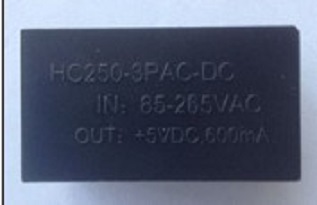 HC250-3PAC-DC
IN: 85-265VAC
OUT: +5VDC,600mA